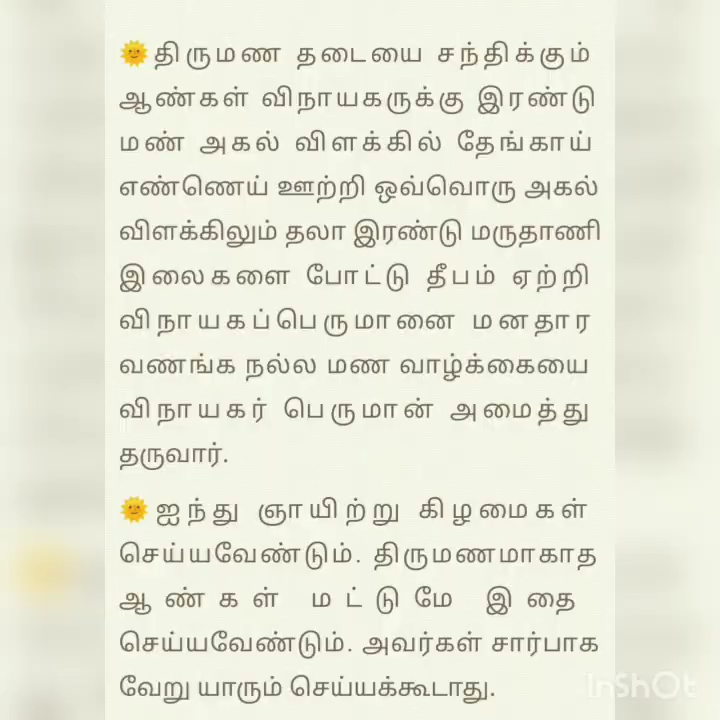 🌞திருமண தடையை சந்திக்கும்
ஆண்கள் விநாயகருக்கு இரண்டு
மண் அகல் விளக்கில் தேங்காய்
எண்ணெய் ஊற்றி ஒவ்வொரு அகல்
விளக்கிலும் தலா இரண்டு மருதாணி
இலைகளை போட்டு தீபம் ஏற்றி
விநாயகப்பெருமானை மனதார
வணங்க நல்ல மண வாழ்க்கையை
விநாயகர் பெருமான் அமைத்து
தருவார்.
🌞ஐந்து ஞாயிற்று கிழமைகள்
செய்யவேண்டும். திருமணமாகாத
ஆண்கள் மட்டுமே இதை
செய்யவேண்டும். அவர்கள் சார்பாக
வேறு யாரும் செய்யக்கூடாது.
InShOt